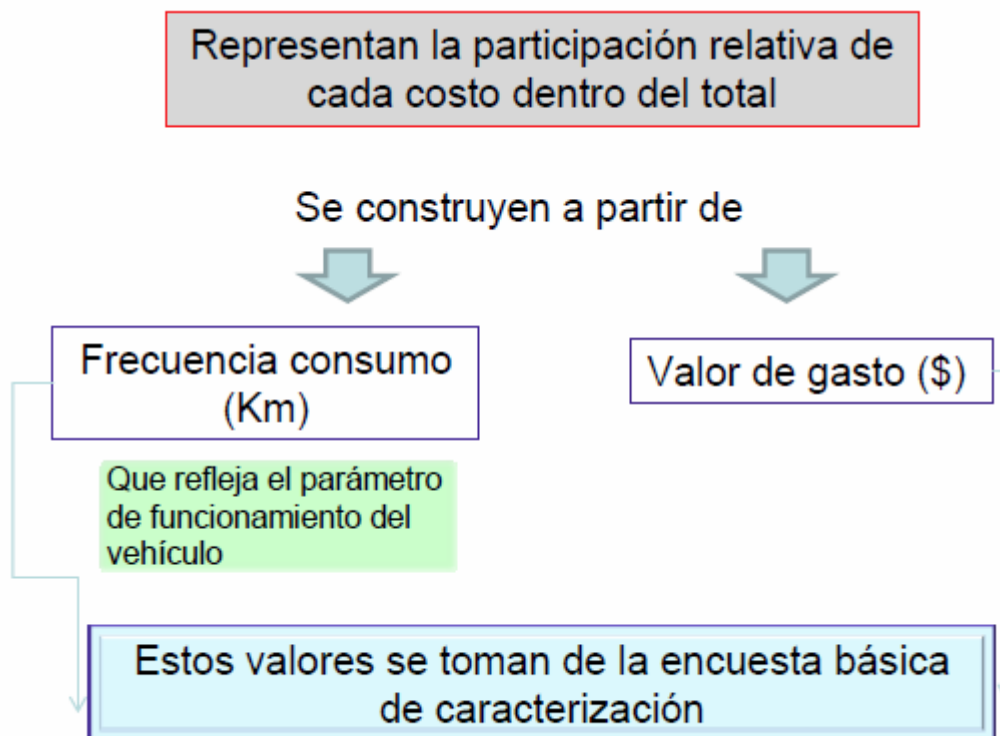 Representan la participación relativa de
cada costo dentro del total
Se construyen a partir de
Frecuencia consumo
(Km)
Valor de gasto ($)
Que refleja el parámetro
de funcionamiento del
vehículo
Estos valores se toman de la encuesta básica
de caracterización